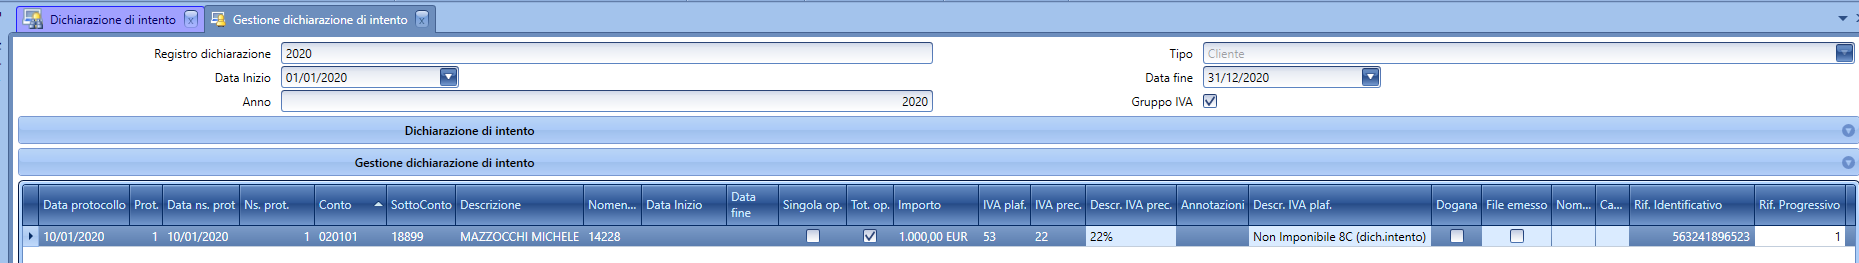 Dichiarazione di intento x Gestione dichiarazione di intento x
Registro dichiarazione 2020 Tipo Cliente
Data Inizio 01/01/2020 Data fine 31/12/2020
Anno 2020 Gruppo IVA
Dichiarazione di intento
Gestione dichiarazione di intento
Data protocollo Prot. Data ns. prot Ns. prot. Conto SottoConto Descrizione Nomen... Data Inizio Data fine Singola op. Tot. op. Importo IVA plaf. IVA prec. Descr. IVA prec. Annotazioni Descr. IVA plaf. Dogana File emesso Nom... Ca... Rif. Identificativo Rif. Progressivo
10/01/2020 1 10/01/2020 1 020101 18899 MAZZOCCHI MICHELE 14228 1.000,00 EUR 53 22 22% Non Imponibile 8C (dich.intento) 563241896523 1